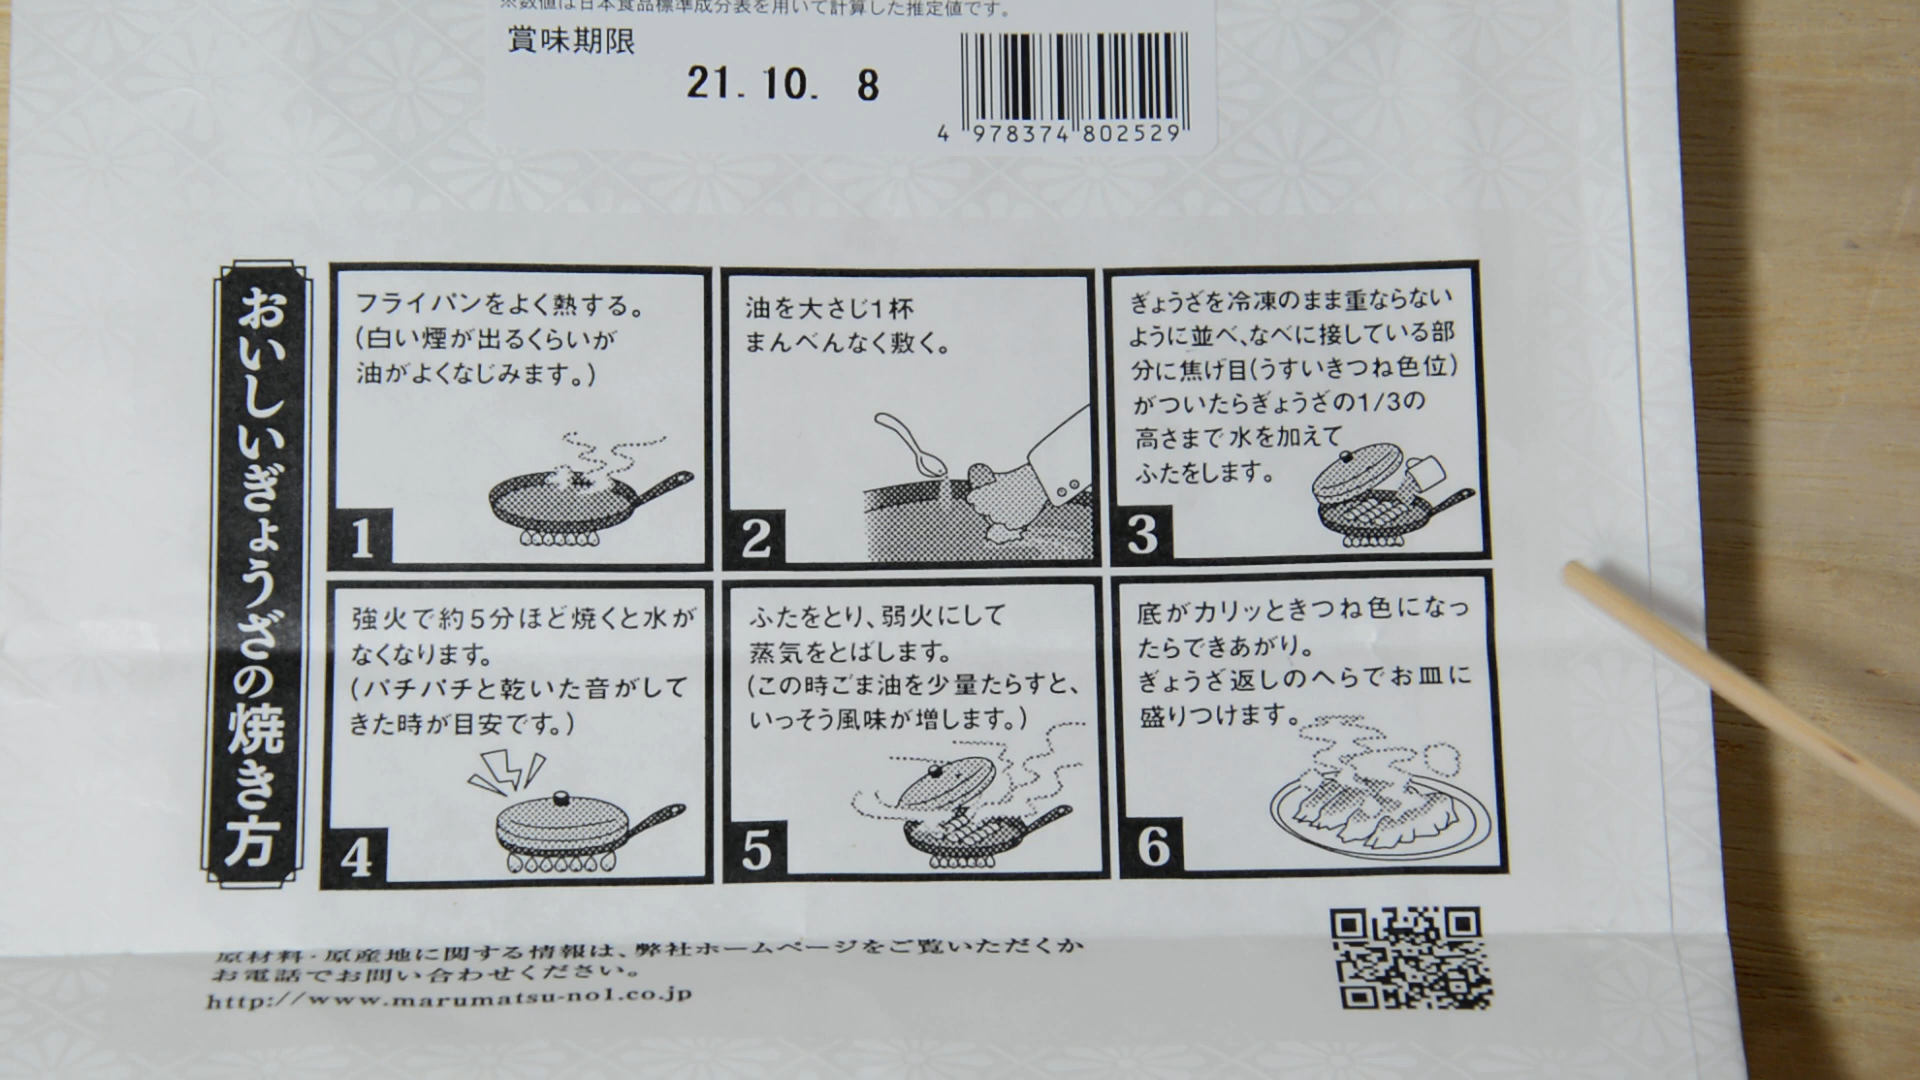 ※数値は日本食品標準成分表を用いて計算した推定値です。
賞味期限
21. 10. 8
4 978374 802529
おいしいぎょうざの焼き方
フライパンをよく熱する。
(白い煙が出るくらいが
油がよくなじみます。)
1
油を大さじ1杯
まんべんなく敷く。
2
ぎょうざを冷凍のまま重ならない
ように並べ、なべに接している部
分に焦げ目(うすいきつね色位)
がついたらぎょうざの1/3の
高さまで水を加えて
ふたをします。
3
強火で約5分ほど焼くと水が
なくなります。
(パチパチと乾いた音がして
きた時が目安です。)
4
ふたをとり、弱火にして
蒸気をとばします。
(この時ごま油を少量たらすと、
いっそう風味が増します。)
5
底がカリッときつね色になっ
たらできあがり。
ぎょうざ返しのへらでお皿に
盛りつけます。
6
原材料・原産地に関する情報は、弊社ホームページをご覧いただくか
お電話でお問い合わせください。
http://www.marumatsu-no1.co.jp